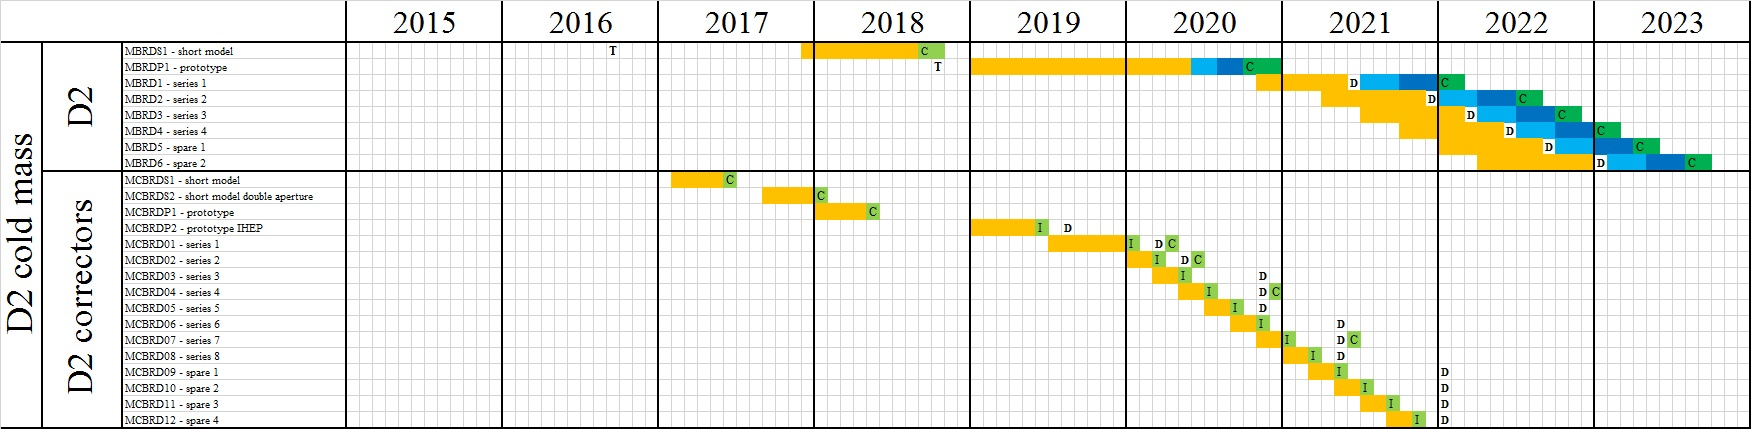 2015 2016 2017 2018 2019 2020 2021 2022 2023
D2 cold mass
D2
MBRDS1 - short model T C
MBRDP1 - prototype T C
MBRD1 - series 1 D C
MBRD2 - series 2 D C
MBRD3 - series 3 D C
MBRD4 - series 4 D C
MBRD5 - spare 1 D C
MBRD6 - spare 2 D C
D2 correctors
MCBRDS1 - short model C
MCBRDS2 - short model double aperture C
MCBRDP1 - prototype C
MCBRDP2 - prototype IHEP I D
MCBRD01 - series 1 I D C
MCBRD02 - series 2 I D C
MCBRD03 - series 3 I D
MCBRD04 - series 4 I D C
MCBRD05 - series 5 I D
MCBRD06 - series 6 I D
MCBRD07 - series 7 I D C
MCBRD08 - series 8 I D
MCBRD09 - spare 1 I D
MCBRD10 - spare 2 I D
MCBRD11 - spare 3 I D
MCBRD12 - spare 4 I D